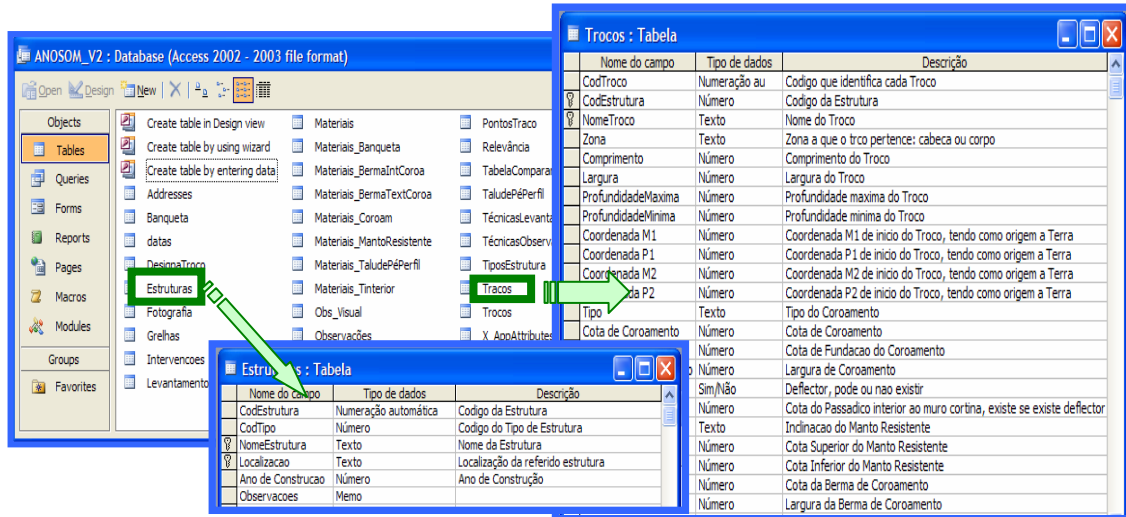 ANOSOM_V2 : Database (Access 2002 - 2003 file format)
Open Design New
Objects
Tables
Queries
Forms
Reports
Pages
Macros
Modules
Groups
Favorites
Create table in Design view
Create table by using wizard
Create table by entering data
Addresses
Banqueta
datas
DesignaTroco
Estruturas
Fotografia
Grelhas
Intervencoes
Levantamento
Materiais
Materiais_Banqueta
Materiais_BermaIntCoroa
Materiais_BermaTextCoroa
Materiais_Coroam
Materiais_MantoResistente
Materiais_TaludePéPerfil
Materiais_Tinterior
Obs_Visual
Observações
PontosTraco
Relevância
TabelaComparar
TaludePéPerfil
TécnicasLevanta
TécnicasObserv
TiposEstrutura
Tracos
Trocos
X_AppAttributes
Estruturas : Tabela
Nome do campo Tipo de dados Descrição
CodEstrutura Numeração automática Codigo da Estrutura
CodTipo Número Codigo do Tipo de Estrutura
NomeEstrutura Texto Nome da Estrutura
Localizacao Texto Localização da referido estrutura
Ano de Construcao Número Ano de Construção
Observacoes Memo
Trocos : Tabela
Nome do campo Tipo de dados Descrição
CodTroco Numeração au Codigo que identifica cada Troco
CodEstrutura Número Codigo da Estrutura
NomeTroco Texto Nome do Troco
Zona Texto Zona a que o trco pertence: cabeca ou corpo
Comprimento Número Comprimento do Troco
Largura Número Largura do Troco
ProfundidadeMaxima Número Profundidade maxima do Troco
ProfundidadeMinima Número Profundidade minima do Troco
Coordenada M1 Número Coordenada M1 de inicio do Troco, tendo como origem a Terra
Coordenada P1 Número Coordenada P1 de inicio do Troco, tendo como origem a Terra
Coordenada M2 Número Coordenada M2 de inicio do Troco, tendo como origem a Terra
da P2 Número Coordenada P2 de inicio do Troco, tendo como origem a Terra
Tipo Texto Tipo do Coroamento
Cota de Coroamento Número Cota de Coroamento
Número Cota de Fundacao do Coroamento
Número Largura de Coroamento
Sim/Não Deflector, pode ou nao existir
Número Cota do Passadico interior ao muro cortina, existe se existe deflector
Texto Inclinacao do Manto Resistente
Número Cota Superior do Manto Resistente
Número Cota Inferior do Manto Resistente
Número Cota da Berma de Coroamento
Número Largura da Berma de Coroamento